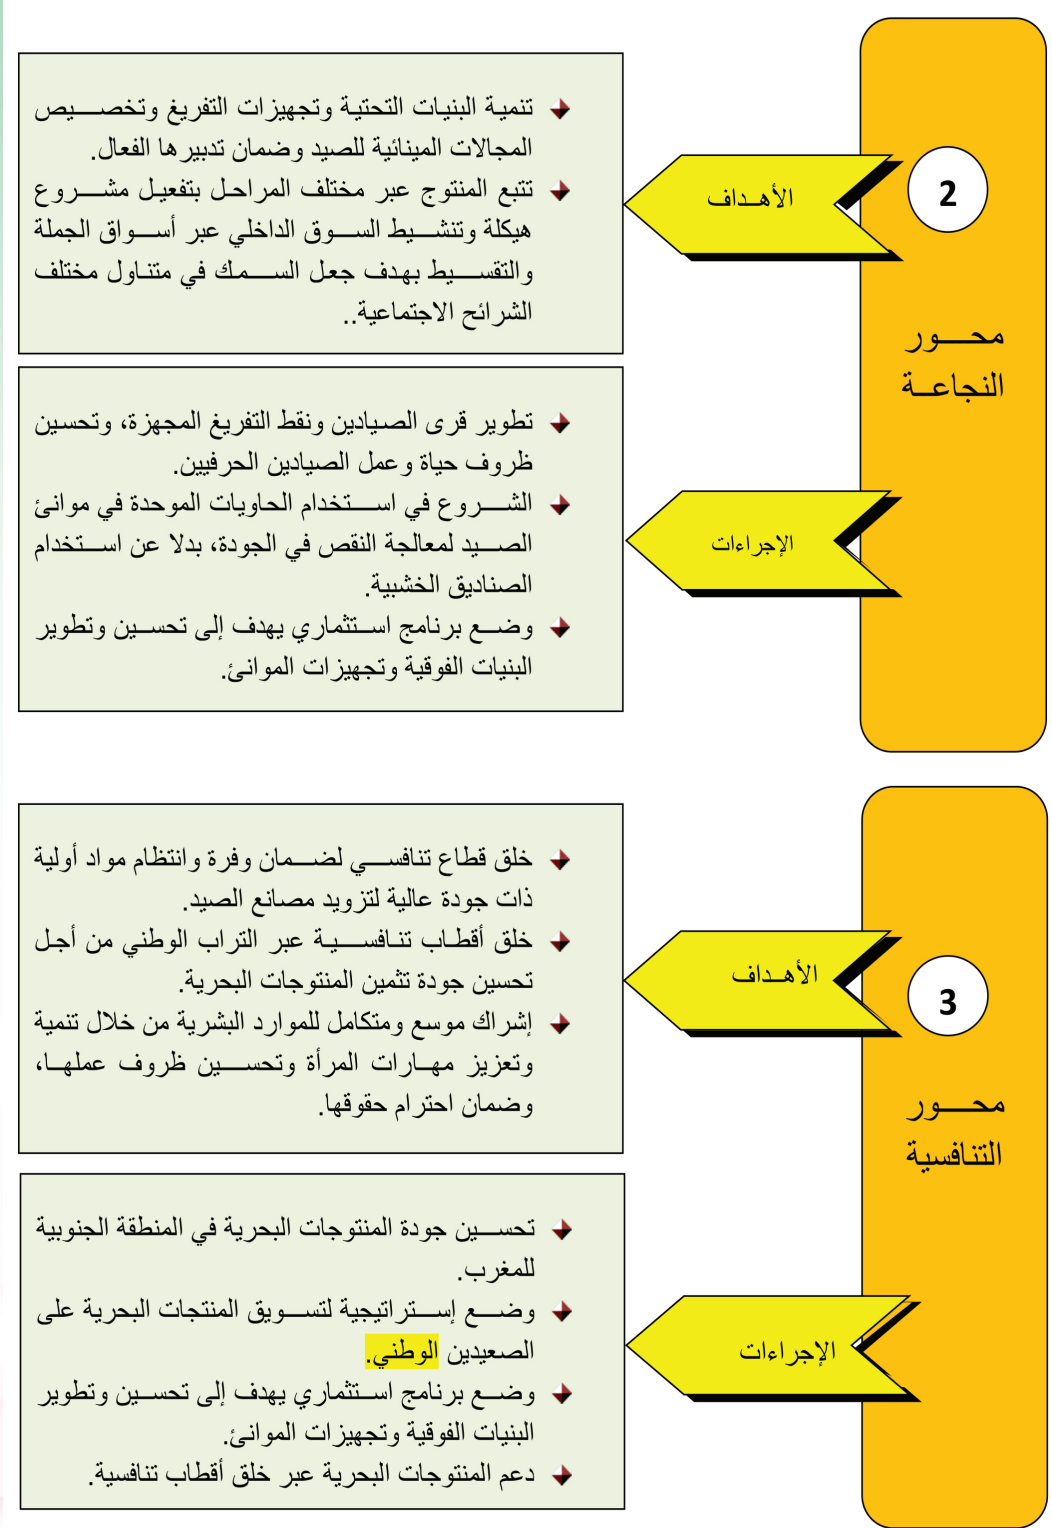 2
محور
النجاعة
الأهداف
تنمية البنيات التحتية وتجهيزات التفريغ وتخصيص
المجالات المينائية للصيد وضمان تدبيرها الفعال.
تتبع المنتوج عبر مختلف المراحل بتفعيل مشروع
هيكلة وتنشيط السوق الداخلي عبر أسواق الجملة
والتقسيط بهدف جعل السمك في متناول مختلف
الشرائح الاجتماعية..
الإجراءات
تطوير قرى الصيادين ونقط التفريغ المجهزة، وتحسين
ظروف حياة وعمل الصيادين الحرفيين.
الشروع في استخدام الحاويات الموحدة في موانئ
الصيد لمعالجة النقص في الجودة، بدلا عن استخدام
الصناديق الخشبية.
وضع برنامج استثماري يهدف إلى تحسين وتطوير
البنيات الفوقية وتجهيزات الموانئ.
3
محور
التنافسية
الأهداف
خلق قطاع تنافسي لضمان وفرة وانتظام مواد أولية
ذات جودة عالية لتزويد مصانع الصيد.
خلق أقطاب تنافسية عبر التراب الوطني من أجل
تحسين جودة تثمين المنتوجات البحرية.
إشراك موسع ومتكامل للموارد البشرية من خلال تنمية
وتعزيز مهارات المرأة وتحسين ظروف عملها،
وضمان احترام حقوقها.
الإجراءات
تحسين جودة المنتوجات البحرية في المنطقة الجنوبية
للمغرب.
وضع إستراتيجية لتسويق المنتجات البحرية على
الصعيدين الوطني.
وضع برنامج استثماري يهدف إلى تحسين وتطوير
البنيات الفوقية وتجهيزات الموانئ.
دعم المنتوجات البحرية عبر خلق أقطاب تنافسية.